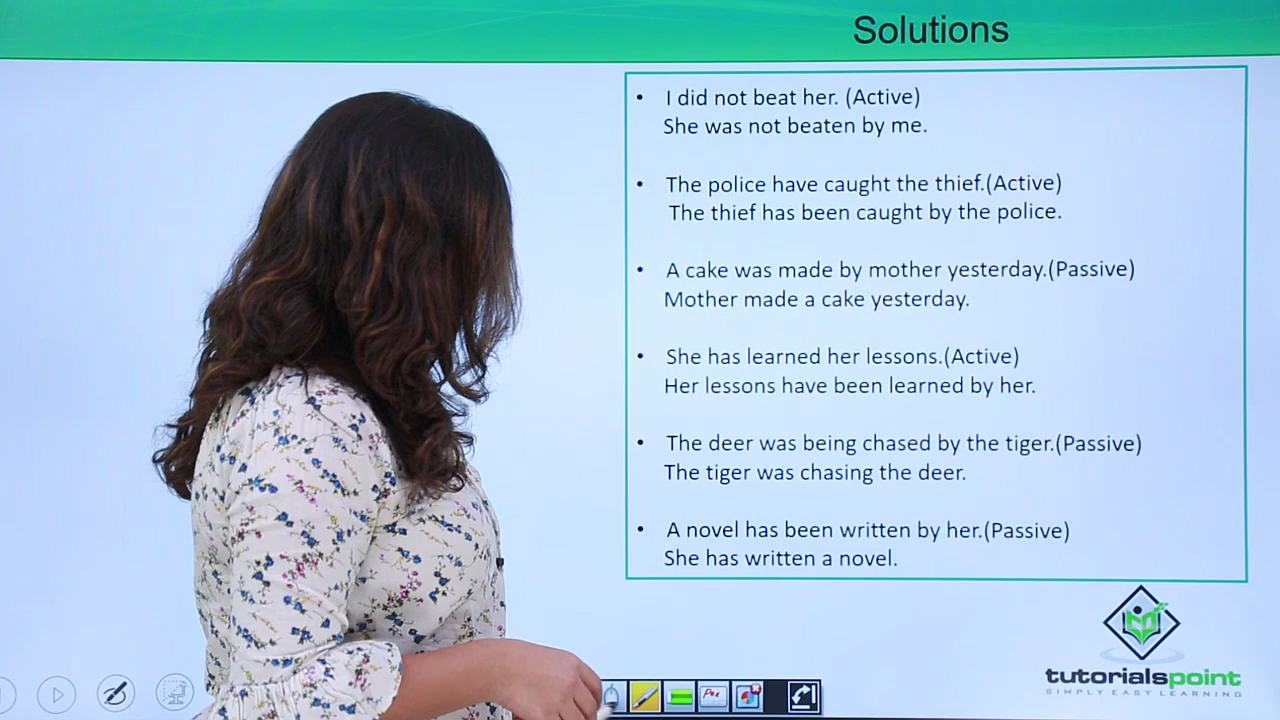 Solutions
• I did not beat her. (Active)
She was not beaten by me.
• The police have caught the thief.(Active)
The thief has been caught by the police.
• A cake was made by mother yesterday.(Passive)
Mother made a cake yesterday.
• She has learned her lessons.(Active)
Her lessons have been learned by her.
• The deer was being chased by the tiger.(Passive)
The tiger was chasing the deer.
• A novel has been written by her.(Passive)
She has written a novel.
tutorialspoint
SIMPLY EASY LEARNING
Pen